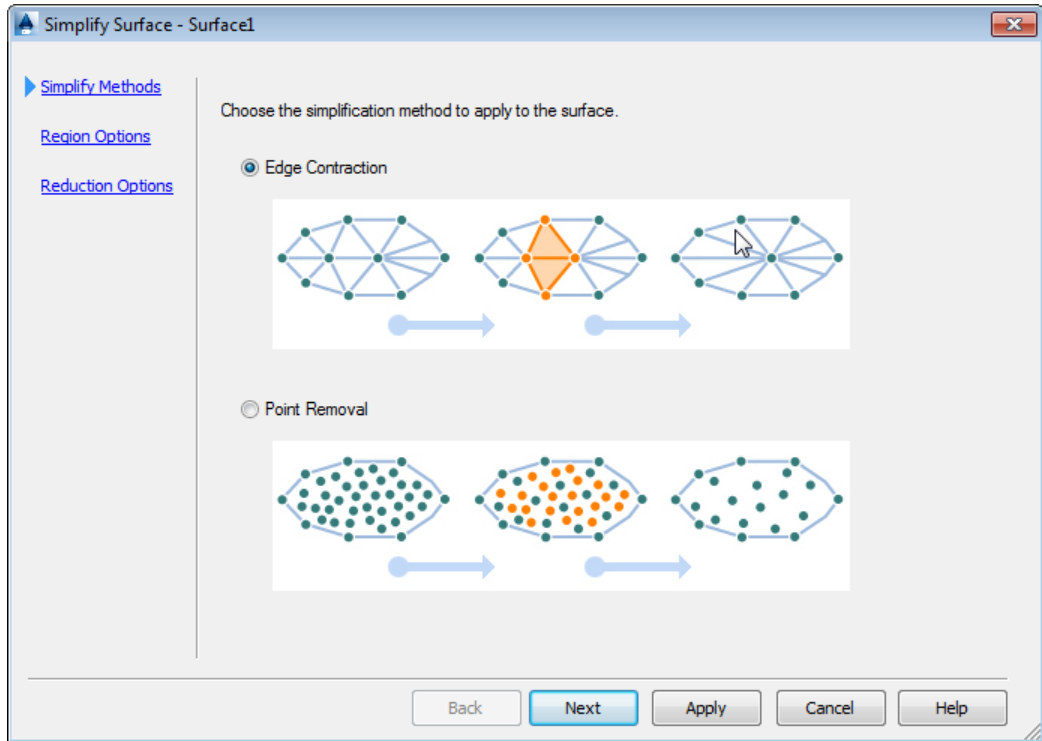 Simplify Surface - Surface1
Simplify Methods
Region Options
Reduction Options
Choose the simplification method to apply to the surface.
Edge Contraction
Point Removal
Back
Next
Apply
Cancel
Help